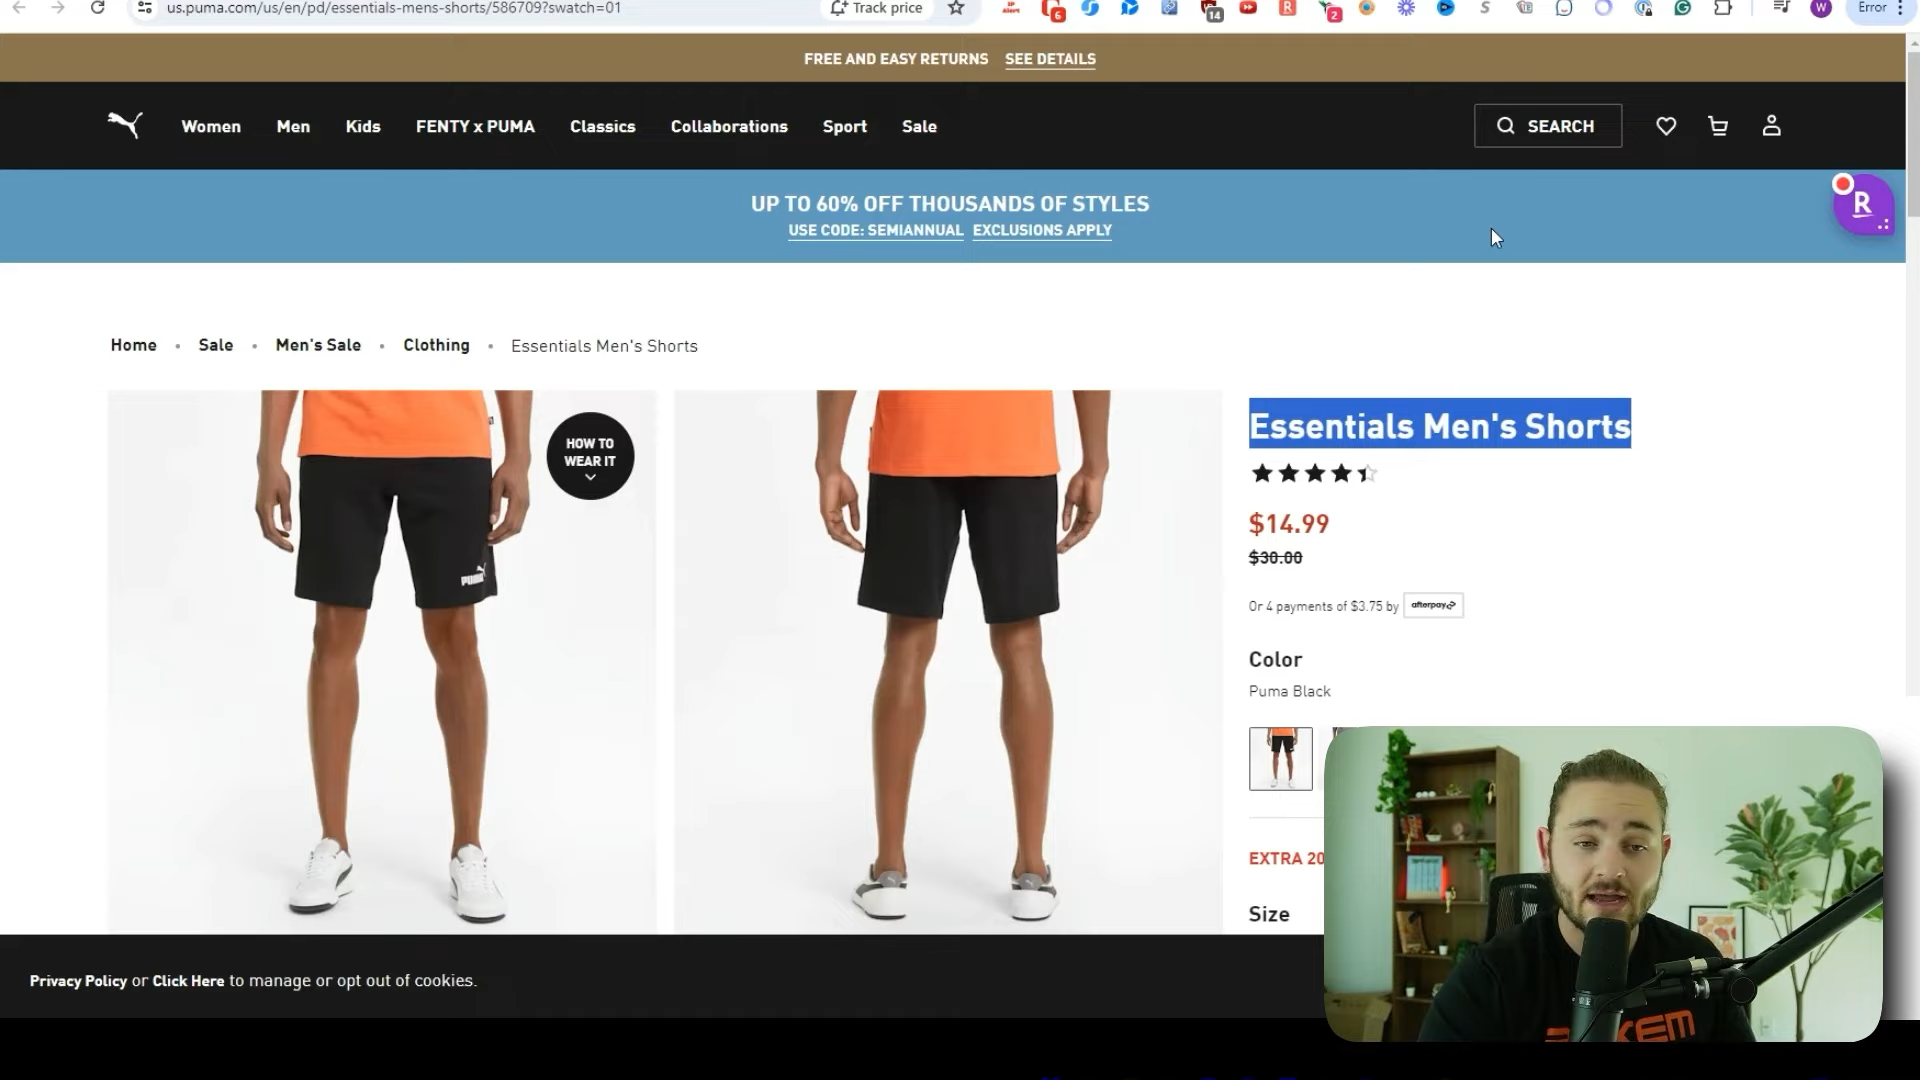 us.puma.com/us/en/pd/essentials-mens-shorts/586709?swatch=01
Track price
6
14
2
W
Error
FREE AND EASY RETURNS SEE DETAILS
Women Men Kids FENTY x PUMA Classics Collaborations Sport Sale
SEARCH
UP TO 60% OFF THOUSANDS OF STYLES
USE CODE: SEMIANNUAL EXCLUSIONS APPLY
R
Home • Sale • Men's Sale • Clothing • Essentials Men's Shorts
HOW TO
WEAR IT
PUMA
Essentials Men's Shorts
$14.99
$30.00
Or 4 payments of $3.75 by afterpay
Color
Puma Black
EXTRA 20
Size
Privacy Policy or Click Here to manage or opt out of cookies.